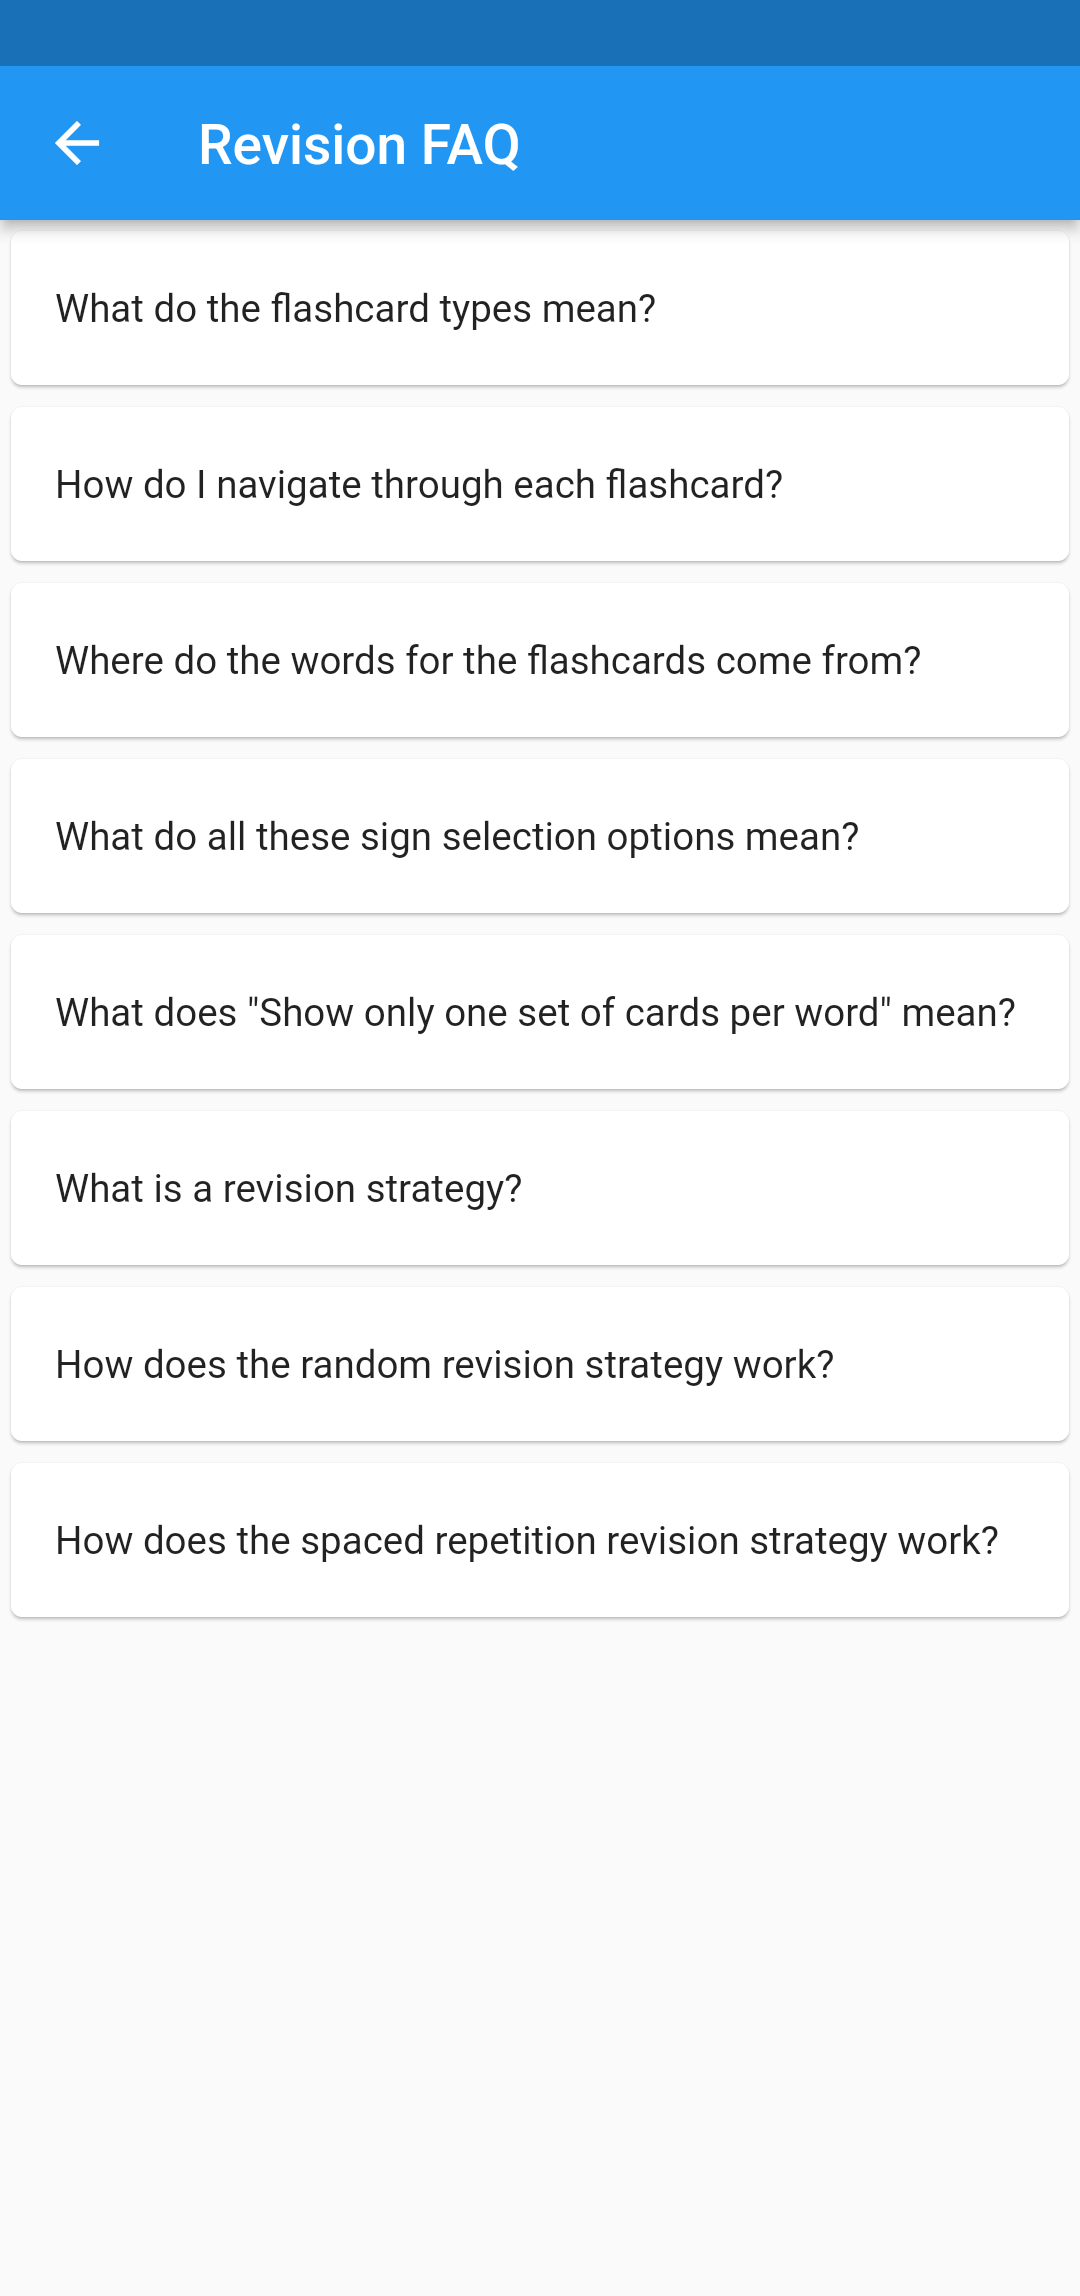 Revision FAQ
What do the flashcard types mean?
How do I navigate through each flashcard?
Where do the words for the flashcards come from?
What do all these sign selection options mean?
What does "Show only one set of cards per word" mean?
What is a revision strategy?
How does the random revision strategy work?
How does the spaced repetition revision strategy work?